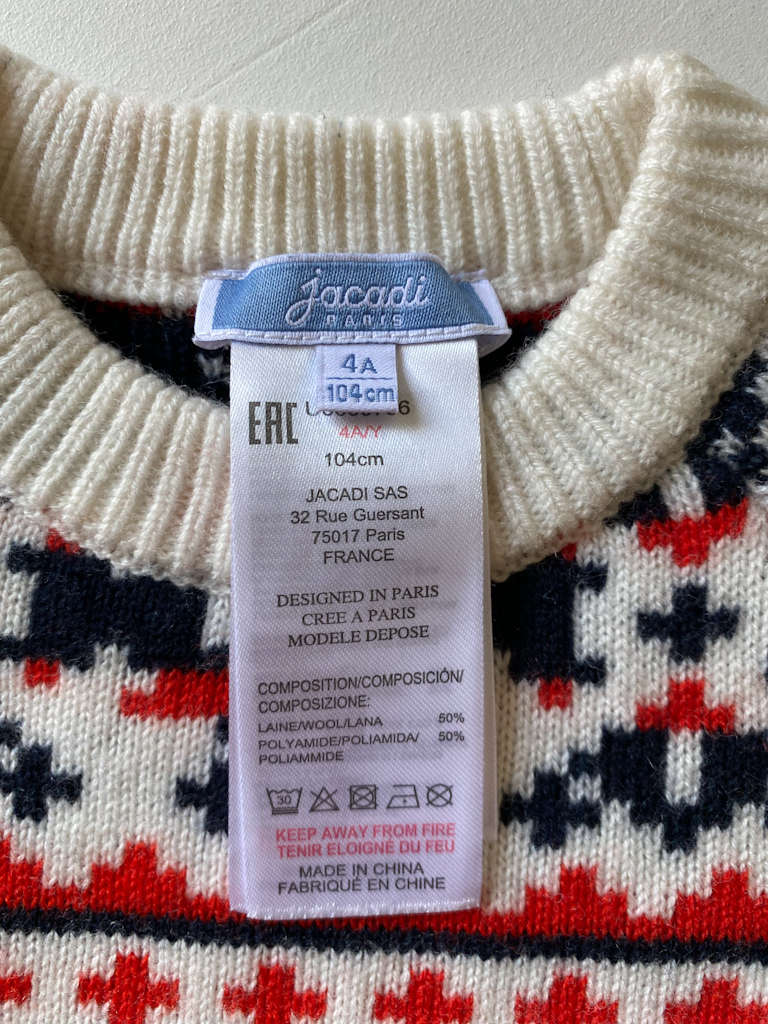 jacadi
PARIS
4A
104cm
EAC
4A/Y
104cm
JACADI SAS
32 Rue Guersant
75017 Paris
FRANCE
DESIGNED IN PARIS
CREE A PARIS
MODELE DEPOSE
COMPOSITION/COMPOSICIÓN/
COMPOSIZIONE:
LAINE/WOOL/LANA 50%
POLYAMIDE/POLIAMIDA/ 50%
POLIAMMIDE
30
KEEP AWAY FROM FIRE
TENIR ELOIGNÉ DU FEU
MADE IN CHINA
FABRIQUÉ EN CHINE